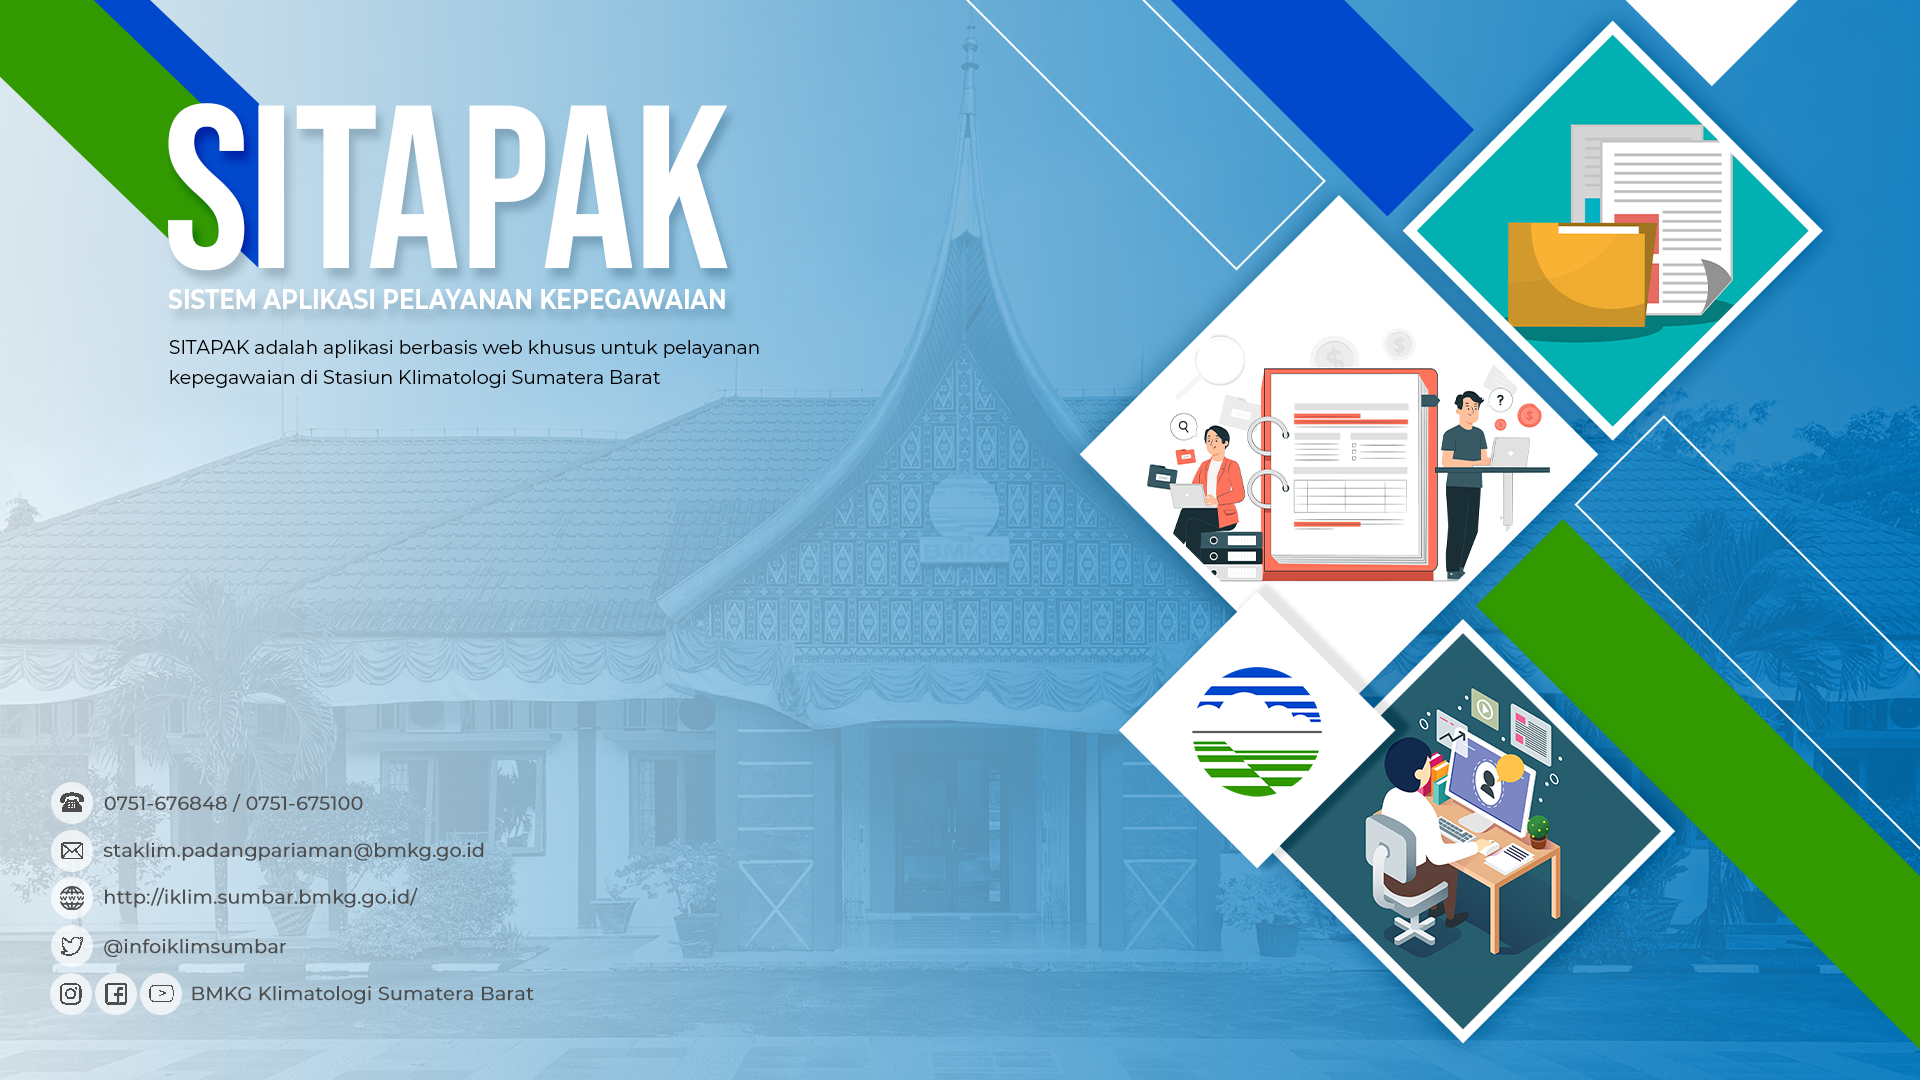 SITAPAK
SISTEM APLIKASI PELAYANAN KEPEGAWAIAN
SITAPAK adalah aplikasi berbasis web khusus untuk pelayanan
kepegawaian di Stasiun Klimatologi Sumatera Barat
BMKG
0751-676848 / 0751-675100
staklim.padangpariaman@bmkg.go.id
http://iklim.sumbar.bmkg.go.id/
@infoiklimsumbar
BMKG Klimatologi Sumatera Barat